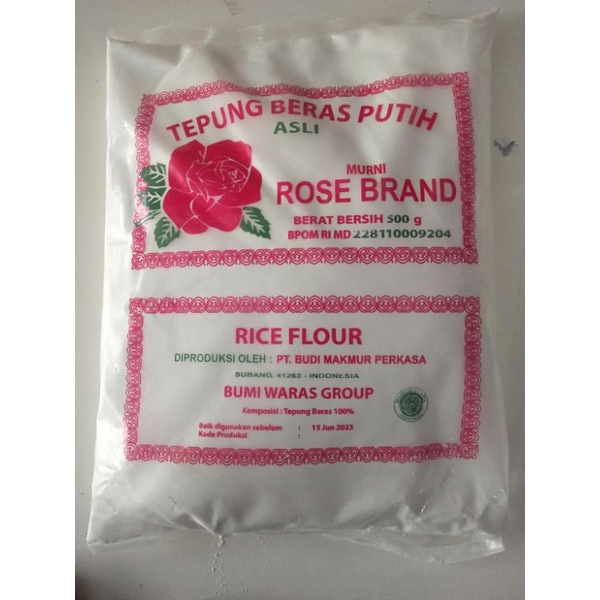 TEPUNG BERAS PUTIH
ASLI
MURNI
ROSE BRAND
BERAT BERSIH 500 g
BPOM RI MD 228110009204
RICE FLOUR
DIPRODUKSI OLEH : PT. BUDI MAKMUR PERKASA
SUBANG, 41283 - INDONESIA
BUMI WARAS GROUP
Komposisi : Tepung Beras 100%
Baik digunakan sebelum : 15 Jun 2023
Kode Produksi :